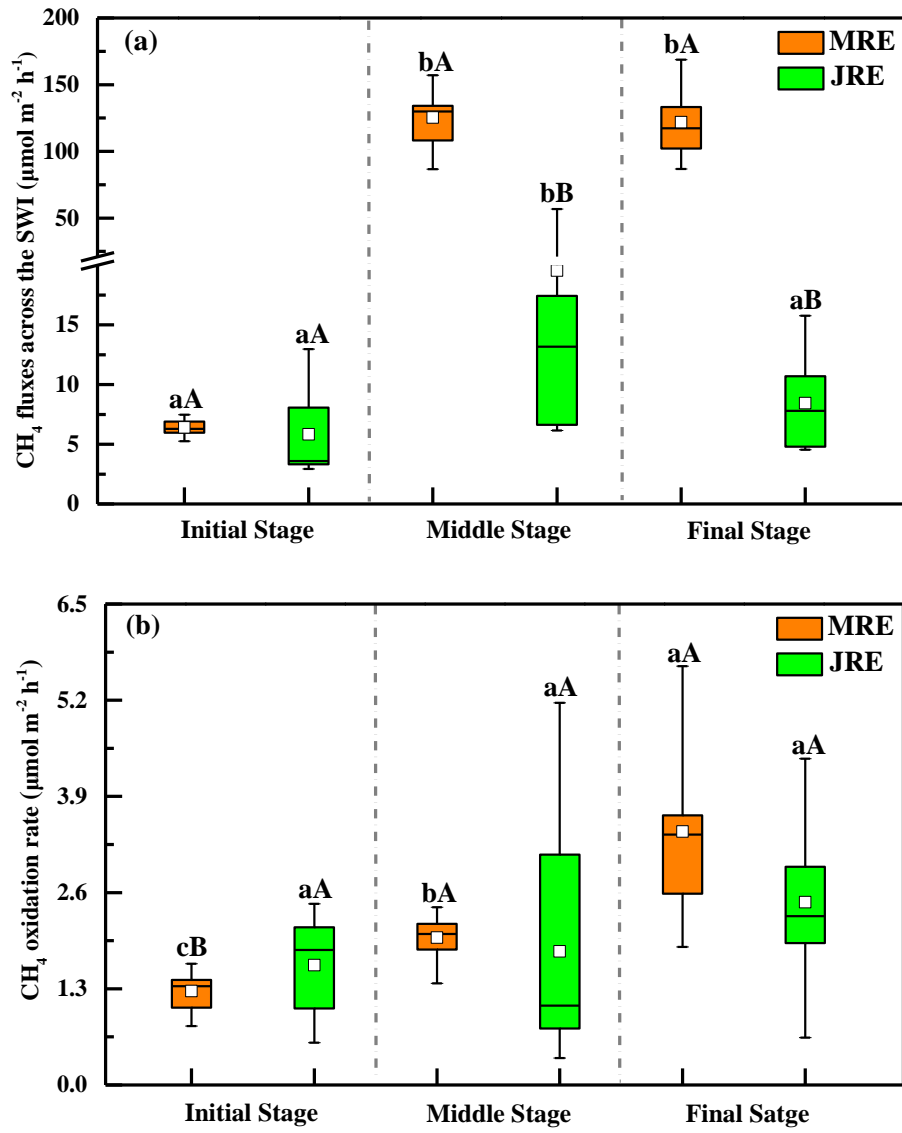 (a)
MRE
JRE
CH₄ fluxes across the SWI (μmol m⁻² h⁻¹)
200
150
100
50
15
10
5
0
aA
aA
bA
bB
bA
aB
Initial Stage
Middle Stage
Final Stage
(b)
MRE
JRE
CH₄ oxidation rate (μmol m⁻² h⁻¹)
6.5
5.2
3.9
2.6
1.3
0.0
cB
aA
bA
aA
aA
aA
Initial Stage
Middle Stage
Final Satge